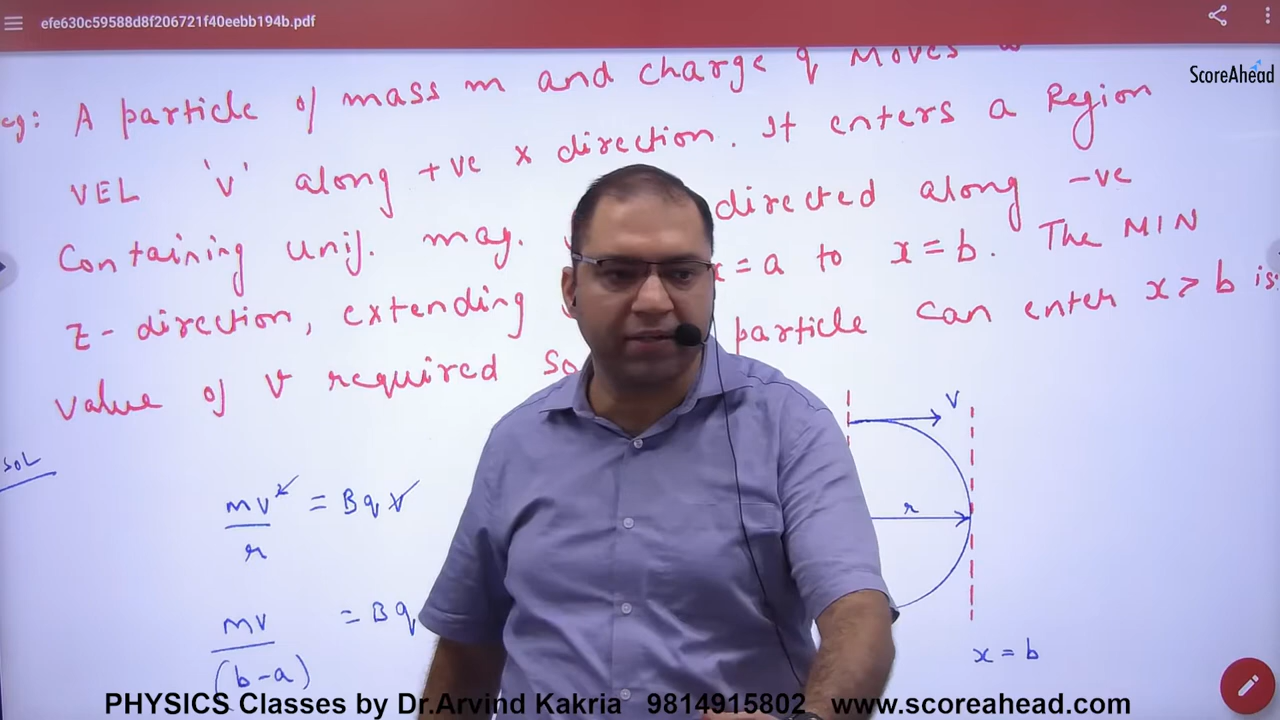 efe630c59588d8f206721f40eebb194b.pdf
ScoreAhead
eg: A particle of mass m and charge q moves
VEL 'v' along +ve x direction. It enters a Region
Containing Unif. mag. directed along -ve
Z-direction, extending x=a to x=b. The MIN
value of V required so particle can enter x>b is:
SOL
mv² = Bqv
r
mv = Bq
(b-a)
V
r
x=b
PHYSICS Classes by Dr.Arvind Kakria 9814915802 www.scoreahead.com